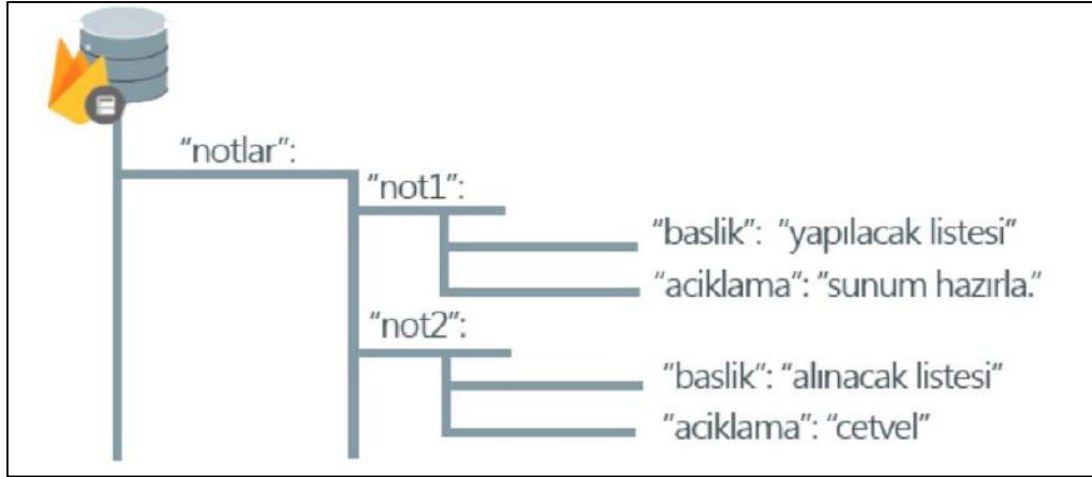 “notlar”:
“not1”:
“baslik”: “yapılacak listesi”
“aciklama”: “sunum hazırla.”
“not2”:
“baslik”: “alınacak listesi”
“aciklama”: “cetvel”